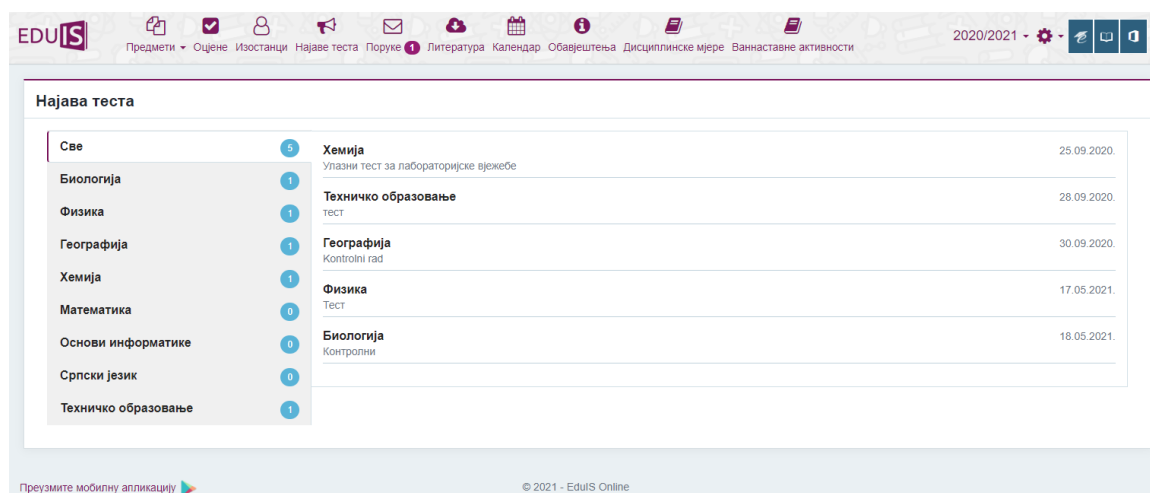 EDUIS
Предмети Оцјене Изостанци Најаве теста Поруке 1 Литература Календар Обавјештења Дисциплинске мјере Ваннаставне активности 2020/2021
Најава теста
Све 5
Биологија 1
Физика 1
Географија 1
Хемија 1
Математика 0
Основи информатике 0
Српски језик 0
Техничко образовање 1
Хемија 25.09.2020.
Улазни тест за лабораторијске вјежебе
Техничко образовање 28.09.2020.
тест
Географија 30.09.2020.
Kontrolni rad
Физика 17.05.2021.
Тест
Биологија 18.05.2021.
Контролни
Преузмите мобилну апликацију © 2021 - EduIS Online